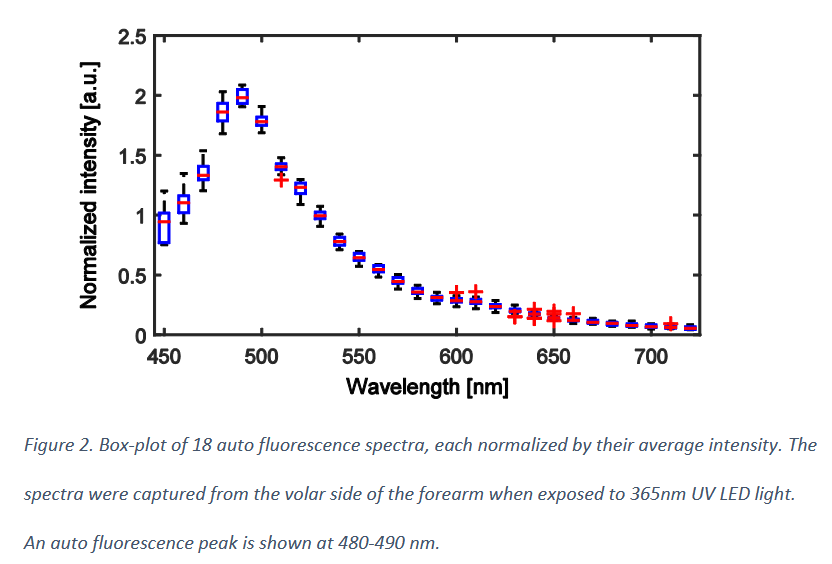 2.5
2
1.5
1
0.5
0
Normalized intensity [a.u.]
450 500 550 600 650 700
Wavelength [nm]
Figure 2. Box-plot of 18 auto fluorescence spectra, each normalized by their average intensity. The
spectra were captured from the volar side of the forearm when exposed to 365nm UV LED light.
An auto fluorescence peak is shown at 480-490 nm.